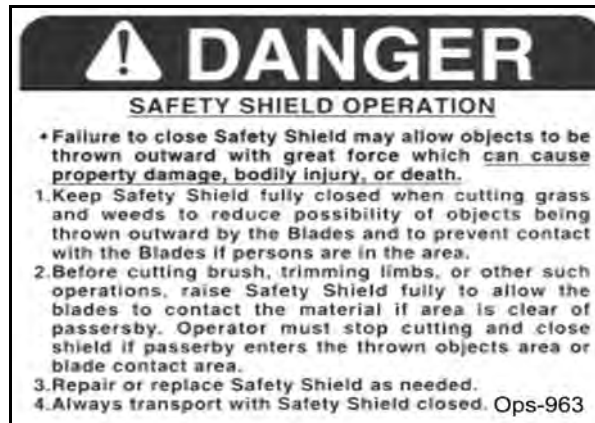 DANGER
SAFETY SHIELD OPERATION
• Failure to close Safety Shield may allow objects to be
thrown outward with great force which can cause
property damage, bodily injury, or death.
1.Keep Safety Shield fully closed when cutting grass
and weeds to reduce possibility of objects being
thrown outward by the Blades and to prevent contact
with the Blades if persons are in the area.
2.Before cutting brush, trimming limbs, or other such
operations, raise Safety Shield fully to allow the
blades to contact the material if area is clear of
passersby. Operator must stop cutting and close
shield if passerby enters the thrown objects area or
blade contact area.
3.Repair or replace Safety Shield as needed.
4.Always transport with Safety Shield closed. Ops-963